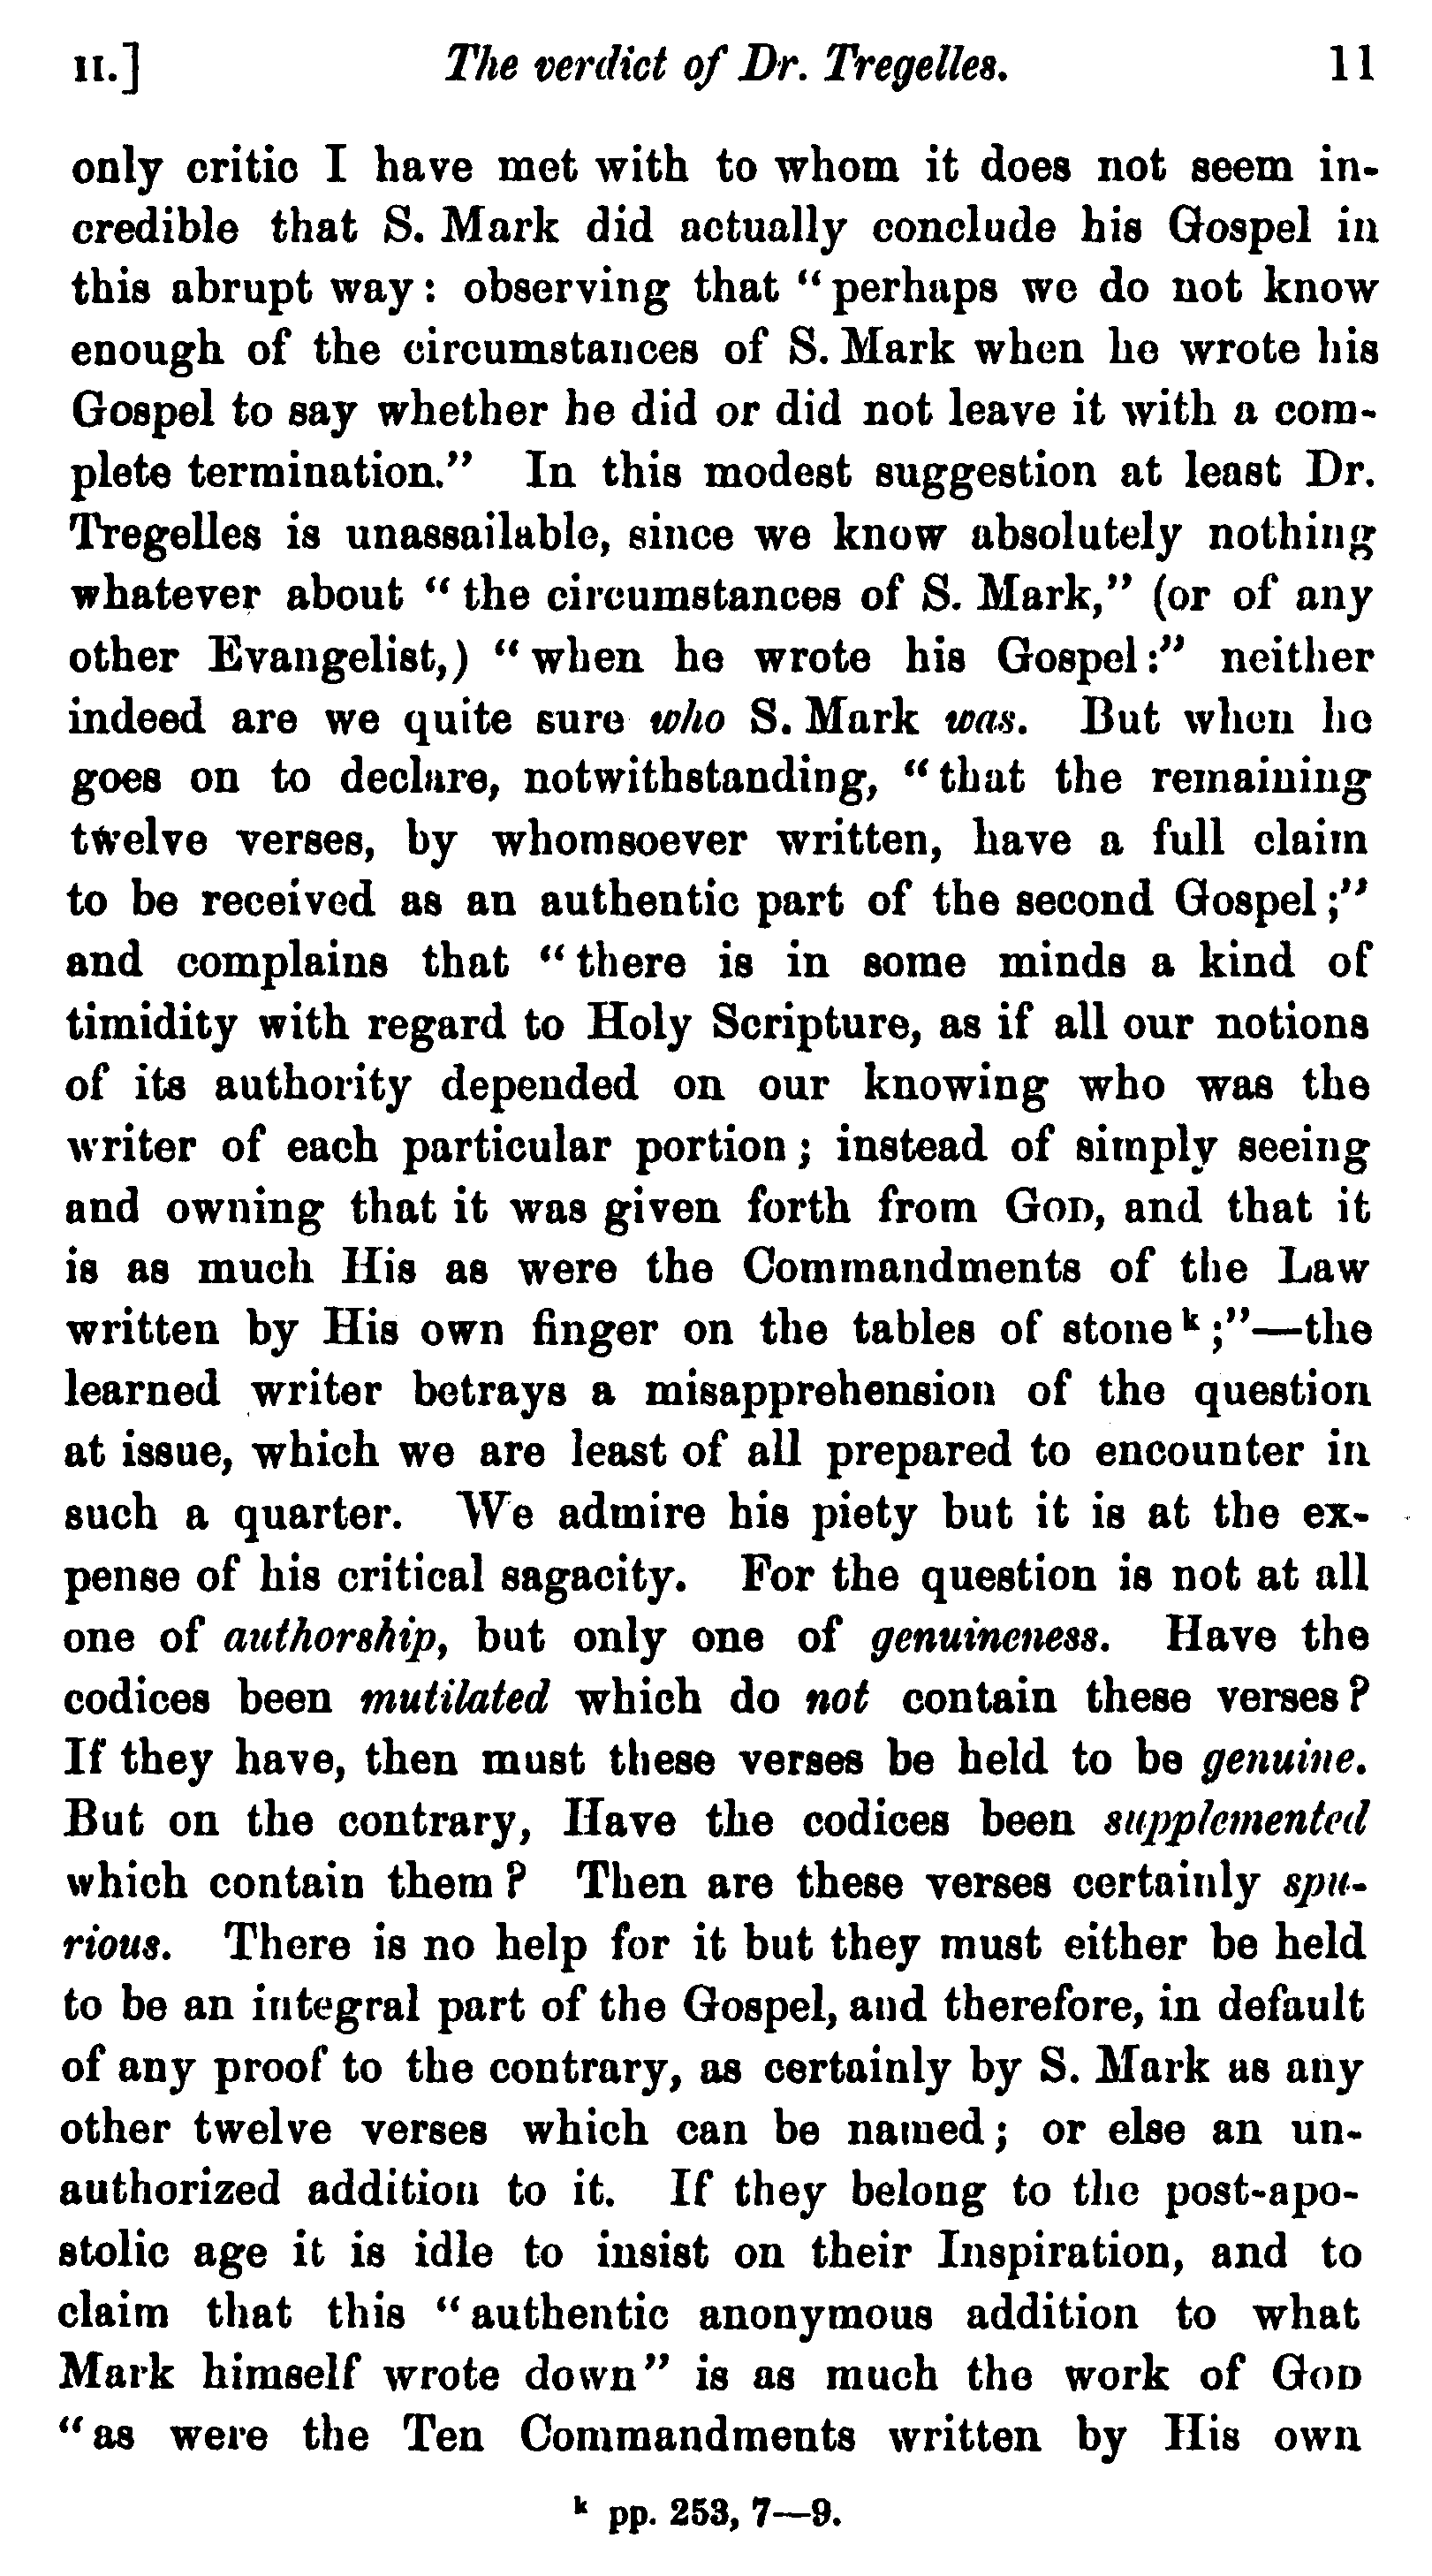 II.] The verdict of Dr. Tregelles. 11
only critic I have met with to whom it does not seem in-
credible that S. Mark did actually conclude his Gospel in
this abrupt way: observing that “perhaps we do not know
enough of the circumstances of S. Mark when he wrote his
Gospel to say whether he did or did not leave it with a com-
plete termination.” In this modest suggestion at least Dr.
Tregelles is unassailable, since we know absolutely nothing
whatever about “the circumstances of S. Mark,” (or of any
other Evangelist,) “when he wrote his Gospel:” neither
indeed are we quite sure who S. Mark was. But when he
goes on to declare, notwithstanding, “that the remaining
twelve verses, by whomsoever written, have a full claim
to be received as an authentic part of the second Gospel;”
and complains that “there is in some minds a kind of
timidity with regard to Holy Scripture, as if all our notions
of its authority depended on our knowing who was the
writer of each particular portion; instead of simply seeing
and owning that it was given forth from GOD, and that it
is as much His as were the Commandments of the Law
written by His own finger on the tables of stone k;”—the
learned writer betrays a misapprehension of the question
at issue, which we are least of all prepared to encounter in
such a quarter. We admire his piety but it is at the ex-
pense of his critical sagacity. For the question is not at all
one of authorship, but only one of genuineness. Have the
codices been mutilated which do not contain these verses?
If they have, then must these verses be held to be genuine.
But on the contrary, Have the codices been supplemented
which contain them? Then are these verses certainly spu-
rious. There is no help for it but they must either be held
to be an integral part of the Gospel, and therefore, in default
of any proof to the contrary, as certainly by S. Mark as any
other twelve verses which can be named; or else an un-
authorized addition to it. If they belong to the post-apo-
stolic age it is idle to insist on their Inspiration, and to
claim that this “authentic anonymous addition to what
Mark himself wrote down” is as much the work of GOD
“as were the Ten Commandments written by His own
k pp. 253, 7—9.